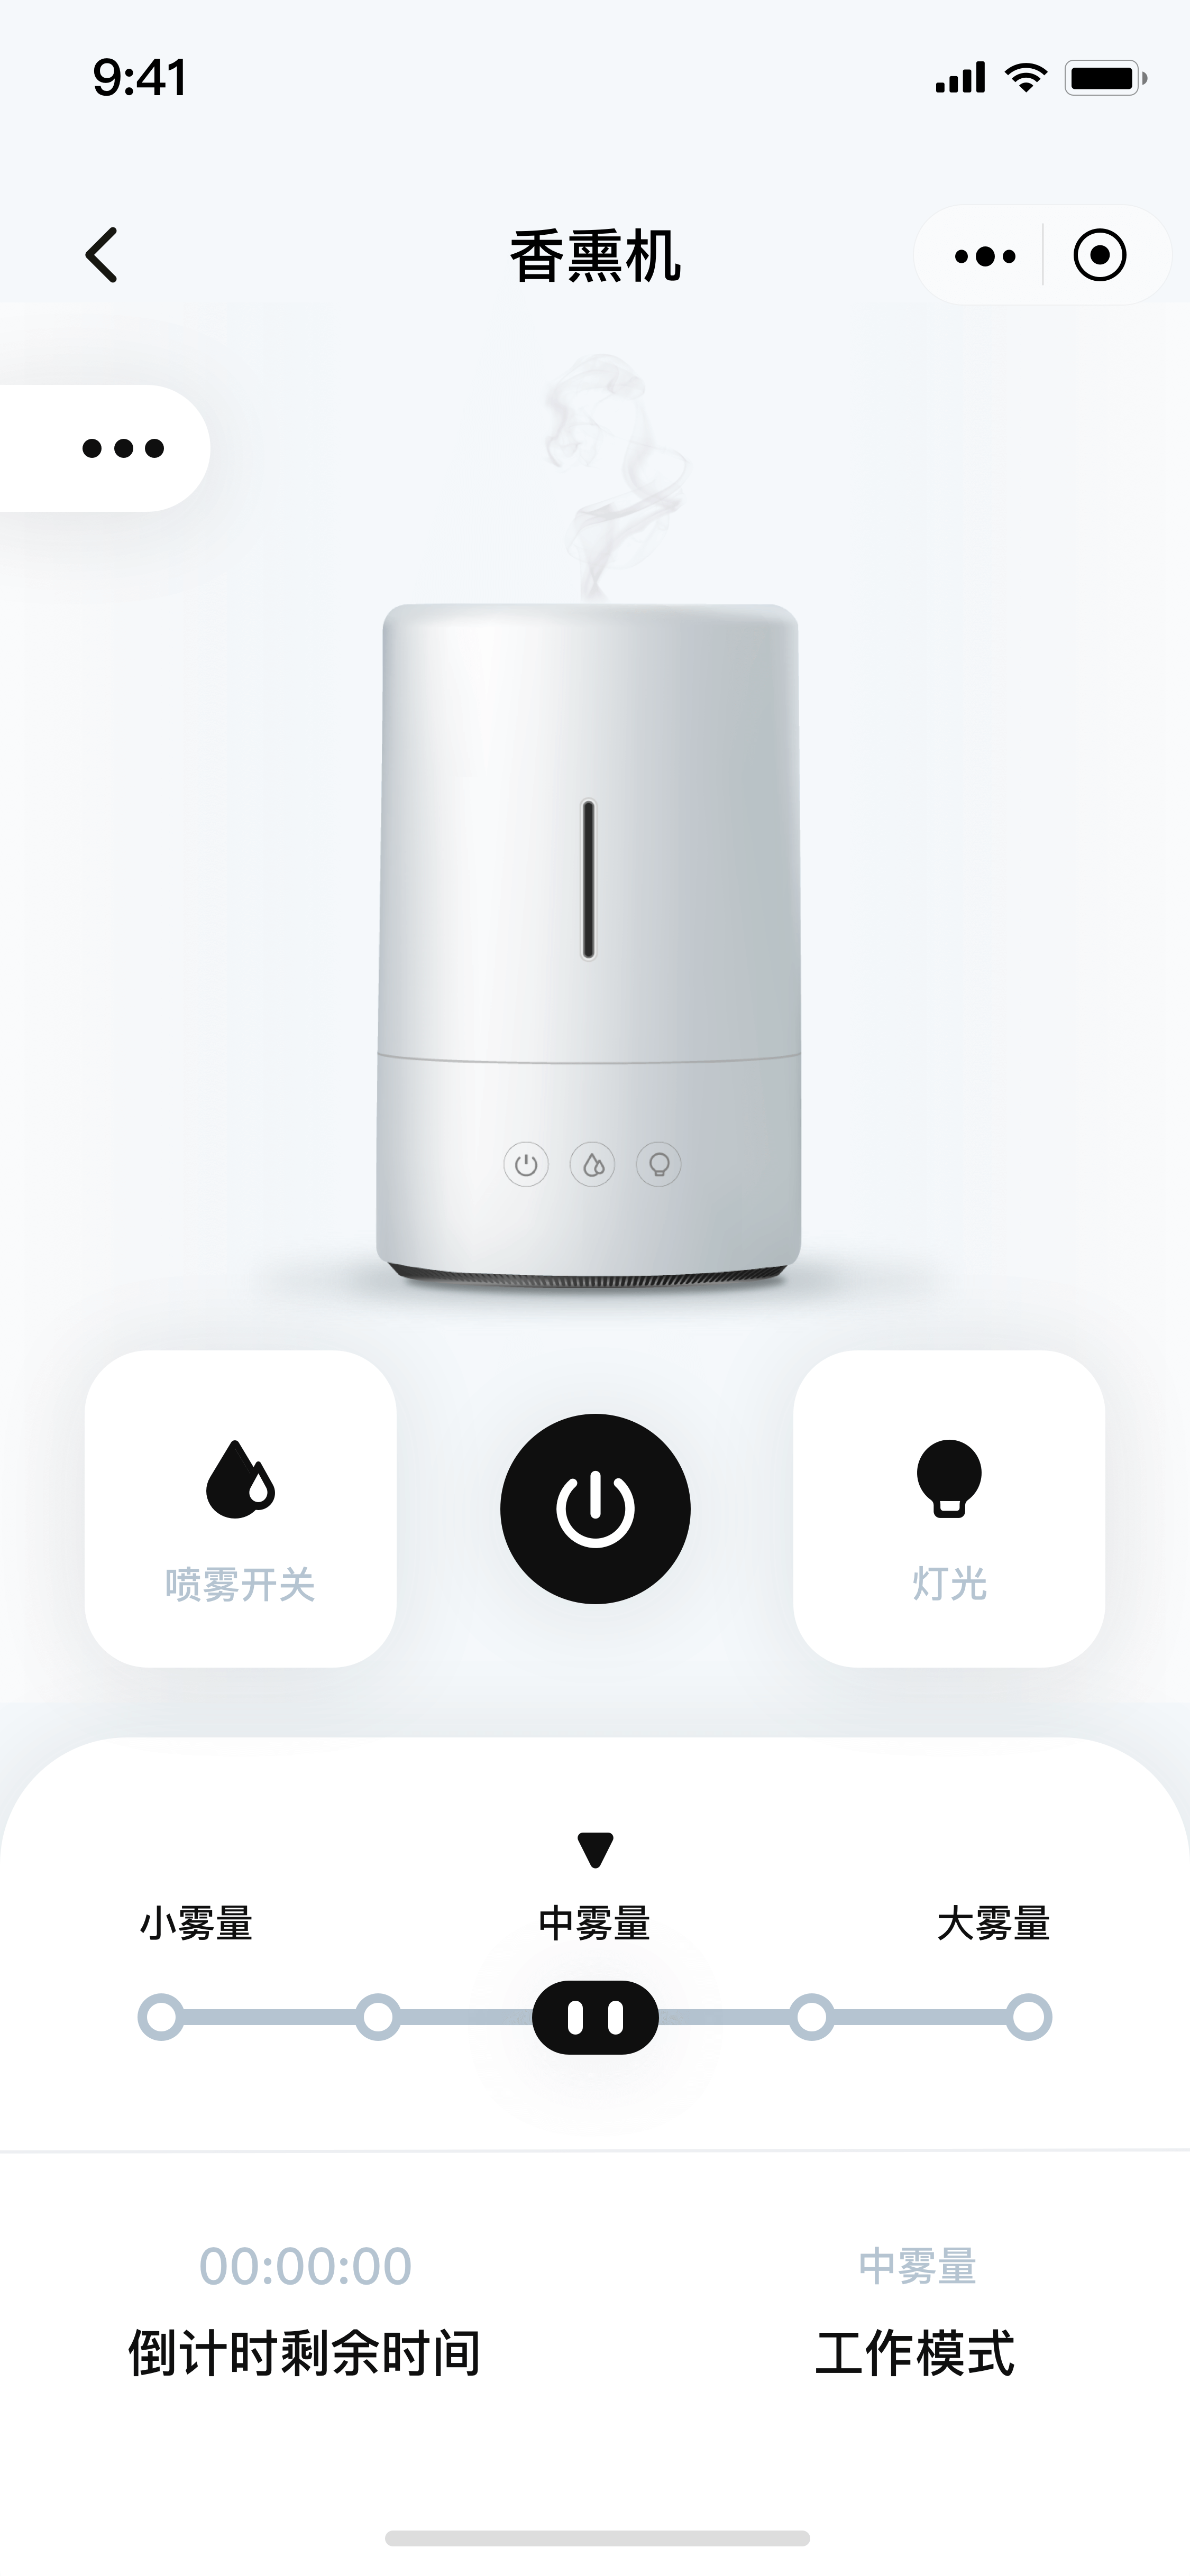 9:41
香熏机
喷雾开关
灯光
小雾量 中雾量 大雾量
00:00:00 中雾量
倒计时剩余时间 工作模式